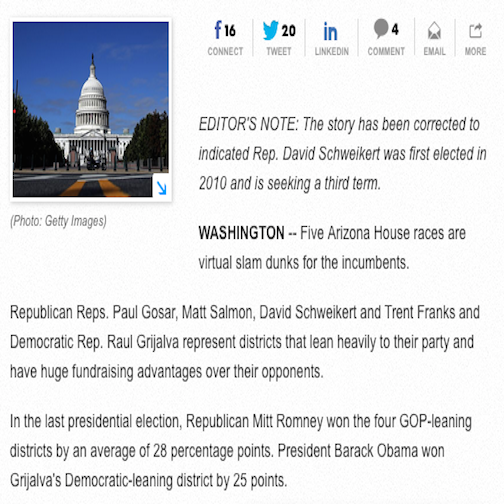 16 20 in 4
CONNECT TWEET LINKEDIN COMMENT EMAIL MORE
EDITOR'S NOTE: The story has been corrected to
indicated Rep. David Schweikert was first elected in
2010 and is seeking a third term.
(Photo: Getty Images)
WASHINGTON -- Five Arizona House races are
virtual slam dunks for the incumbents.
Republican Reps. Paul Gosar, Matt Salmon, David Schweikert and Trent Franks and
Democratic Rep. Raul Grijalva represent districts that lean heavily to their party and
have huge fundraising advantages over their opponents.
In the last presidential election, Republican Mitt Romney won the four GOP-leaning
districts by an average of 28 percentage points. President Barack Obama won
Grijalva's Democratic-leaning district by 25 points.